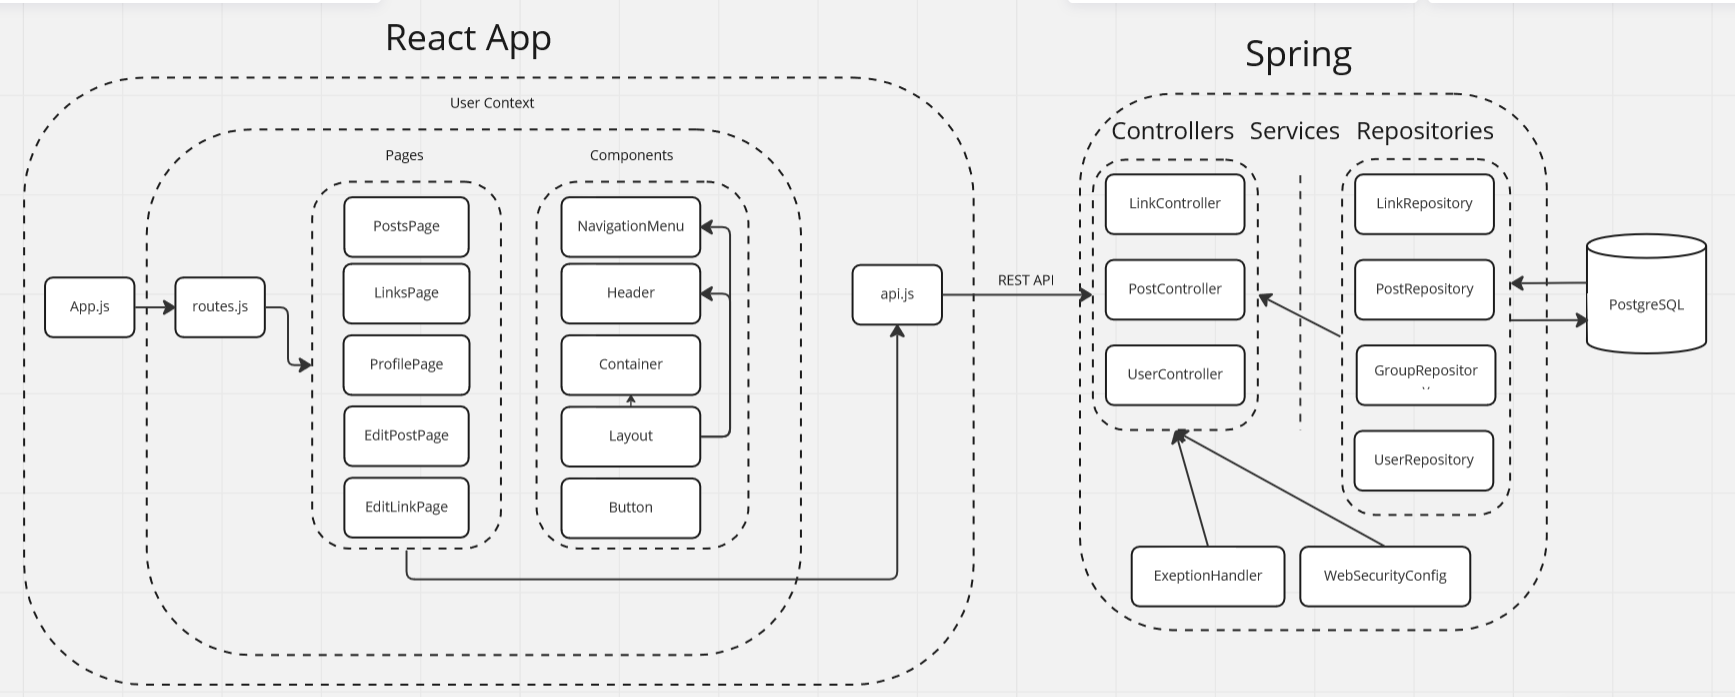 React App
User Context
Pages
Components
PostsPage
LinksPage
ProfilePage
EditPostPage
EditLinkPage
NavigationMenu
Header
Container
Layout
Button
App.js
routes.js
api.js
REST API
Spring
Controllers
Services
Repositories
LinkController
PostController
UserController
LinkRepository
PostRepository
GroupRepositor
y
UserRepository
ExeptionHandler
WebSecurityConfig
PostgreSQL